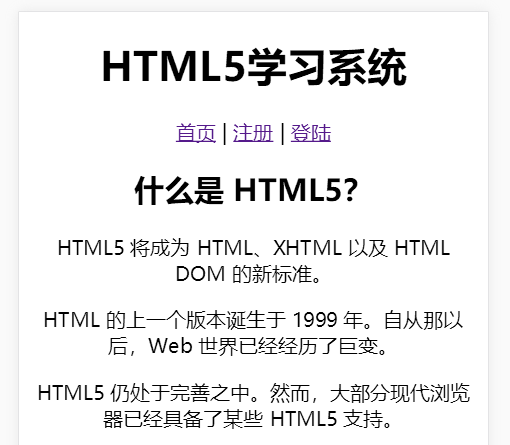 HTML5学习系统
首页 | 注册 | 登陆
什么是 HTML5？
HTML5 将成为 HTML、XHTML 以及 HTML
DOM 的新标准。
HTML 的上一个版本诞生于 1999 年。自从那以
后，Web 世界已经经历了巨变。
HTML5 仍处于完善之中。然而，大部分现代浏览
器已经具备了某些 HTML5 支持。